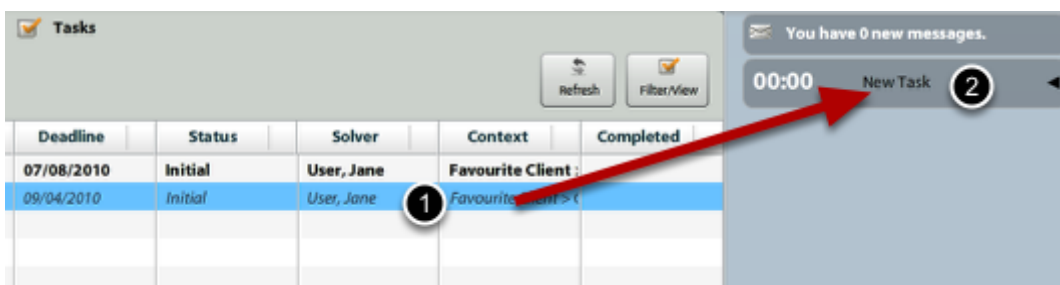 Tasks
You have 0 new messages.
Refresh
Filter/View
00:00 New Task 2
Deadline Status Solver Context Completed
07/08/2010 Initial User, Jane Favourite Client
09/04/2010 Initial User, Jane 1 Favourite Client >